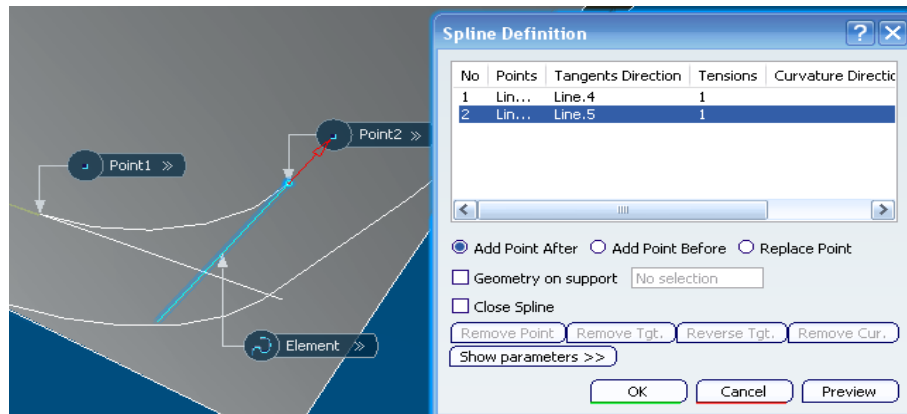 Spline Definition
No Points Tangents Direction Tensions Curvature Directic
1 Lin... Line.4 1
2 Lin... Line.5 1
Point2 »
Point1 »
Add Point After Add Point Before Replace Point
Geometry on support No selection
Close Spline
Remove Point Remove Tgt. Reverse Tgt. Remove Cur.
Element »
Show parameters >>
OK Cancel Preview